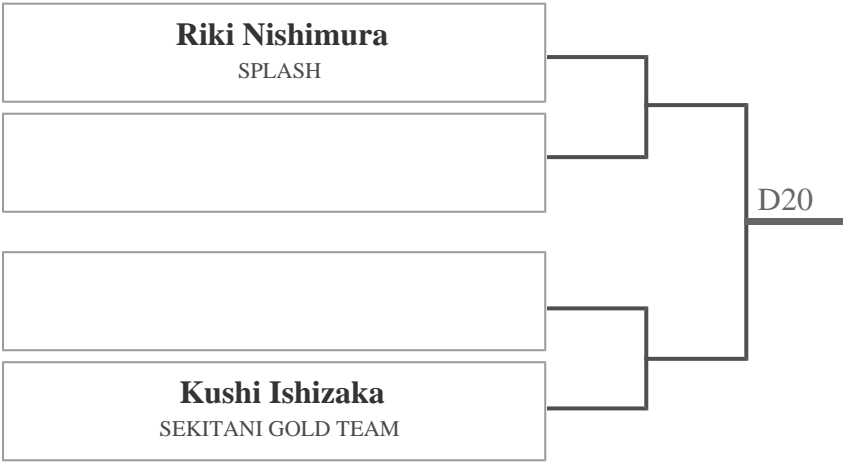 Riki Nishimura
SPLASH
D20
Kushi Ishizaka
SEKITANI GOLD TEAM